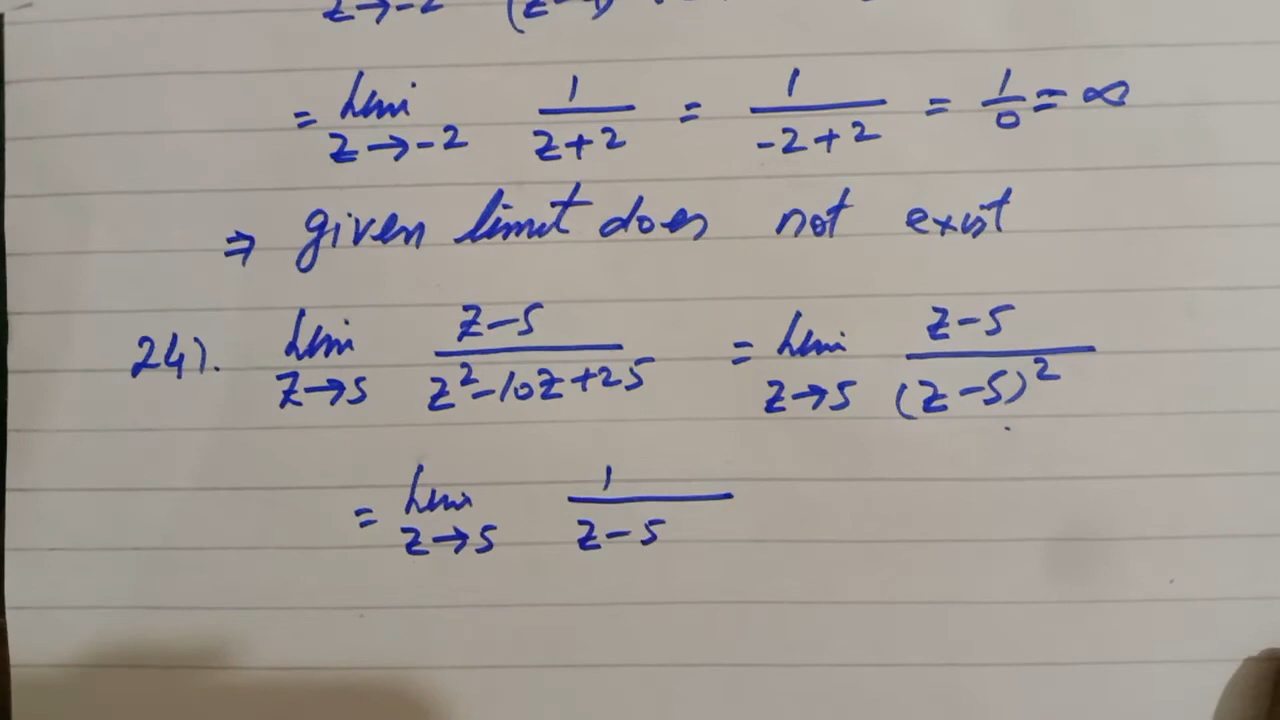 z→-2
= Lim z→-2 1/(z+2) = 1/(-2+2) = 1/0 = ∞
⇒ given limit does not exist
24). Lim z→5 (z-5)/(z²-10z+25) = Lim z→5 (z-5)/(z-5)²
= Lim z→5 1/(z-5)